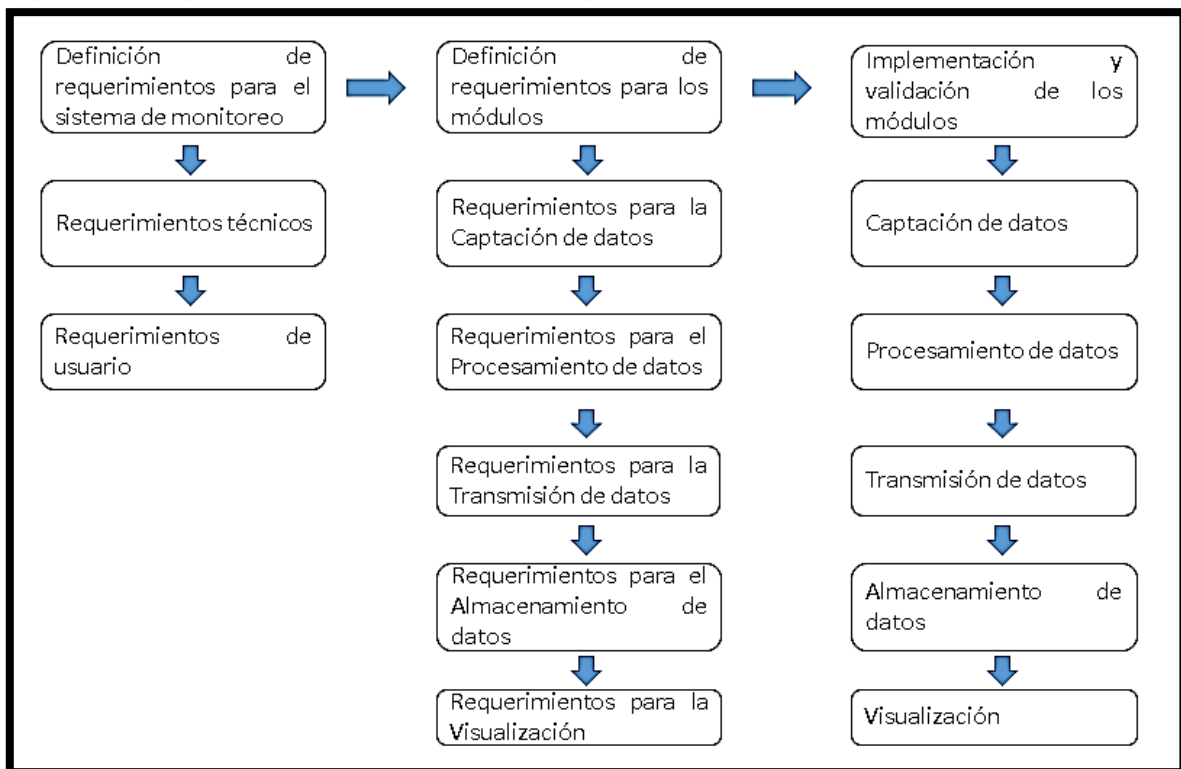 Definición de
requerimientos para el
sistema de monitoreo
Requerimientos técnicos
Requerimientos de
usuario
Definición de
requerimientos para los
módulos
Requerimientos para la
Captación de datos
Requerimientos para el
Procesamiento de datos
Requerimientos para la
Transmisión de datos
Requerimientos para el
Almacenamiento de
datos
Requerimientos para la
Visualización
Implementación y
validación de los
módulos
Captación de datos
Procesamiento de datos
Transmisión de datos
Almacenamiento de
datos
Visualización